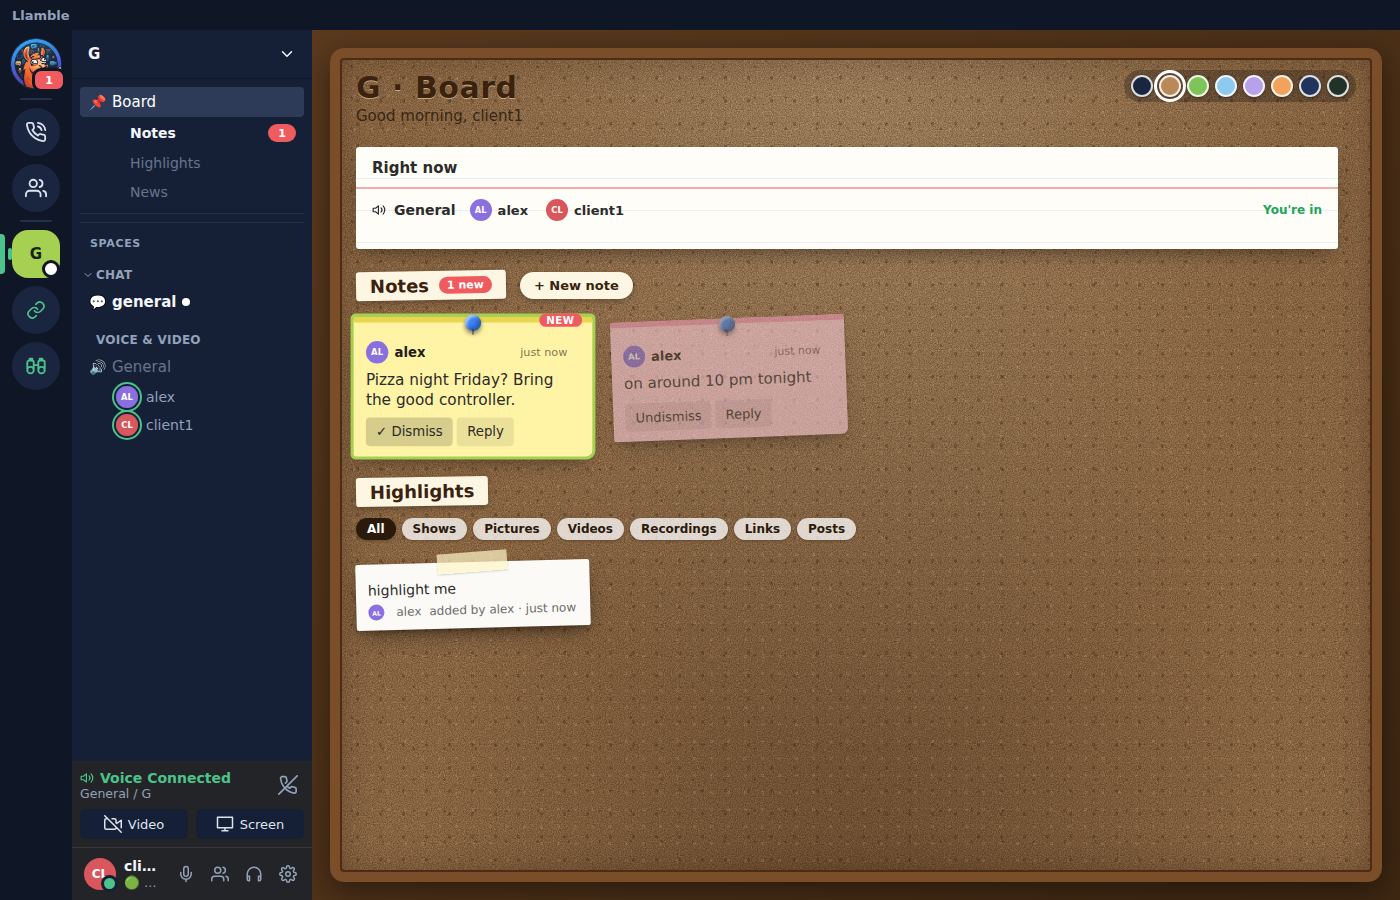 Llamble
1
G
G
📌 Board
Notes 1
Highlights
News
SPACES
CHAT
💬 general
VOICE & VIDEO
🔊 General
AL alex
CL client1
Voice Connected
General / G
Video
Screen
CL
cli...
🟢 ...
G · Board
Good morning, client1
Right now
General AL alex CL client1 You're in
Notes 1 new + New note
NEW
AL alex just now
Pizza night Friday? Bring
the good controller.
✓ Dismiss Reply
AL alex just now
on around 10 pm tonight
Undismiss Reply
Highlights
All Shows Pictures Videos Recordings Links Posts
highlight me
AL alex added by alex · just now